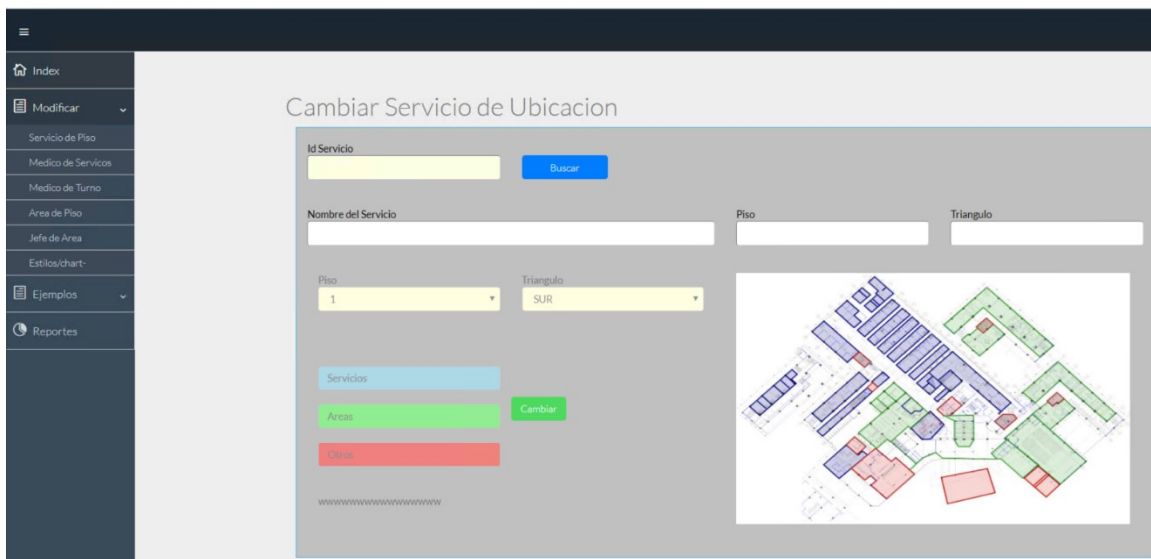 Index
Modificar
Servicio de Piso
Medico de Servicos
Medico de Turno
Area de Piso
Jefe de Area
Estilos/chart-
Ejemplos
Reportes
Cambiar Servicio de Ubicacion
Id Servicio
Buscar
Nombre del Servicio Piso Triangulo
Piso Triangulo
1 SUR
Servicios
Areas
Cambiar
Otros
wwwwwwwwwwwwwwwww